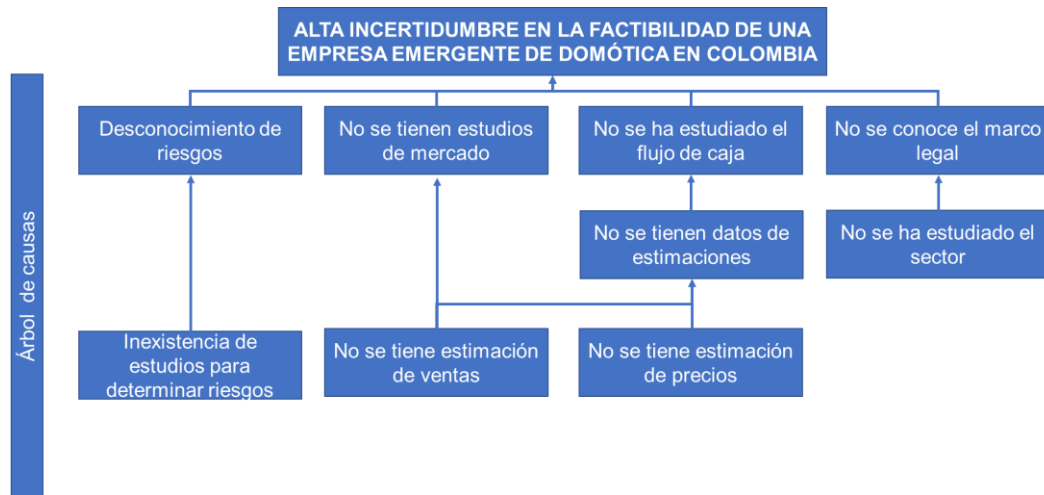 ALTA INCERTIDUMBRE EN LA FACTIBILIDAD DE UNA
EMPRESA EMERGENTE DE DOMÓTICA EN COLOMBIA
Árbol de causas
Desconocimiento de
riesgos
No se tienen estudios
de mercado
No se ha estudiado el
flujo de caja
No se conoce el marco
legal
No se tienen datos de
estimaciones
No se ha estudiado el
sector
Inexistencia de
estudios para
determinar riesgos
No se tiene estimación
de ventas
No se tiene estimación
de precios